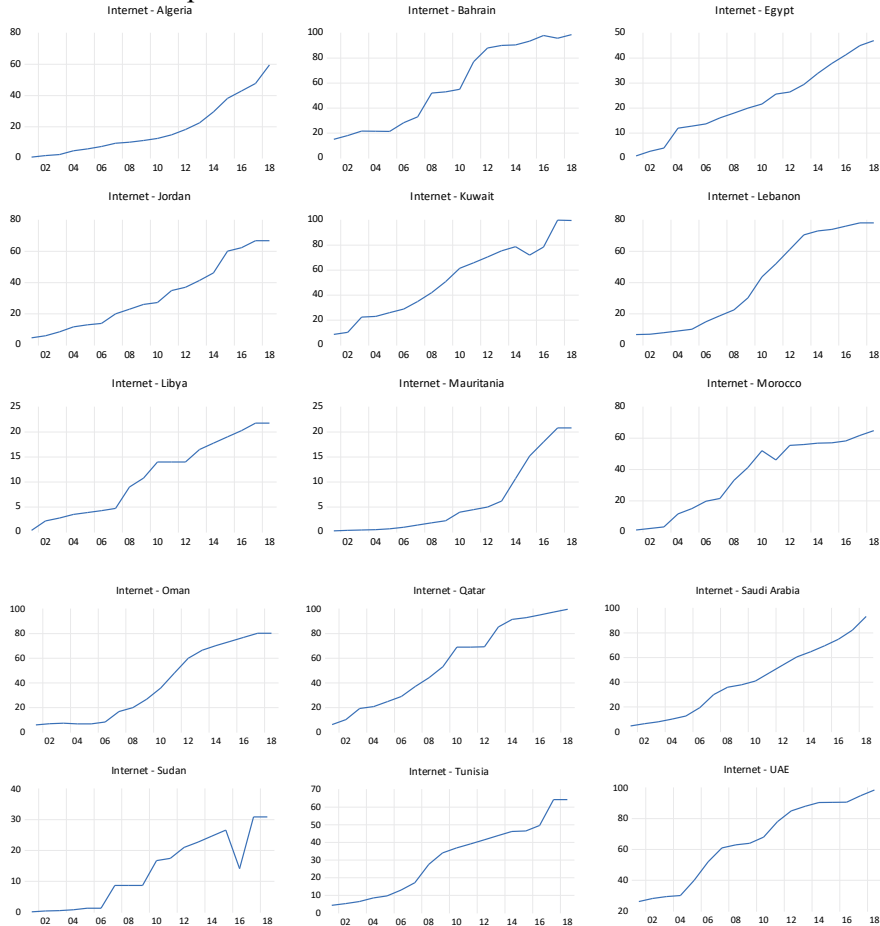 Internet - Algeria
80
60
40
20
0
02 04 06 08 10 12 14 16 18
Internet - Bahrain
100
80
60
40
20
0
02 04 06 08 10 12 14 16 18
Internet - Egypt
50
40
30
20
10
0
02 04 06 08 10 12 14 16 18
Internet - Jordan
80
60
40
20
0
02 04 06 08 10 12 14 16 18
Internet - Kuwait
100
80
60
40
20
0
02 04 06 08 10 12 14 16 18
Internet - Lebanon
80
60
40
20
0
02 04 06 08 10 12 14 16 18
Internet - Libya
25
20
15
10
5
0
02 04 06 08 10 12 14 16 18
Internet - Mauritania
25
20
15
10
5
0
02 04 06 08 10 12 14 16 18
Internet - Morocco
80
60
40
20
0
02 04 06 08 10 12 14 16 18
Internet - Oman
100
80
60
40
20
0
02 04 06 08 10 12 14 16 18
Internet - Qatar
100
80
60
40
20
0
02 04 06 08 10 12 14 16 18
Internet - Saudi Arabia
100
80
60
40
20
0
02 04 06 08 10 12 14 16 18
Internet - Sudan
40
30
20
10
0
02 04 06 08 10 12 14 16 18
Internet - Tunisia
70
60
50
40
30
20
10
0
02 04 06 08 10 12 14 16 18
Internet - UAE
100
80
60
40
20
02 04 06 08 10 12 14 16 18